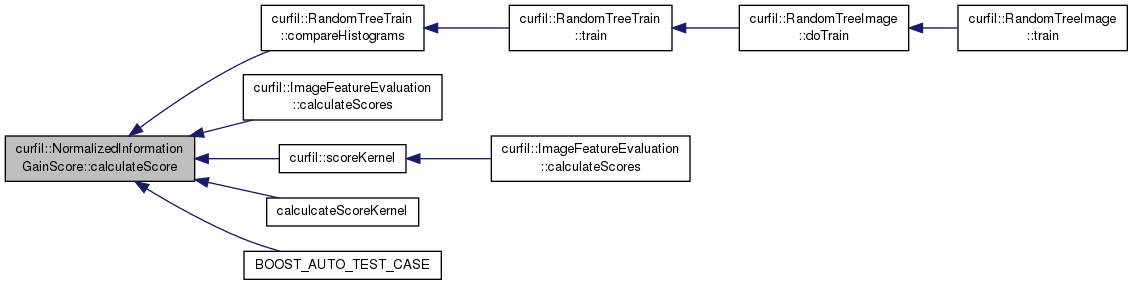 curfil::RandomTreeTrain
::compareHistograms
curfil::RandomTreeTrain
::train
curfil::RandomTreeImage
::doTrain
curfil::RandomTreeImage
::train
curfil::ImageFeatureEvaluation
::calculateScores
curfil::NormalizedInformation
GainScore::calculateScore
curfil::scoreKernel
curfil::ImageFeatureEvaluation
::calculateScores
calculcateScoreKernel
BOOST_AUTO_TEST_CASE